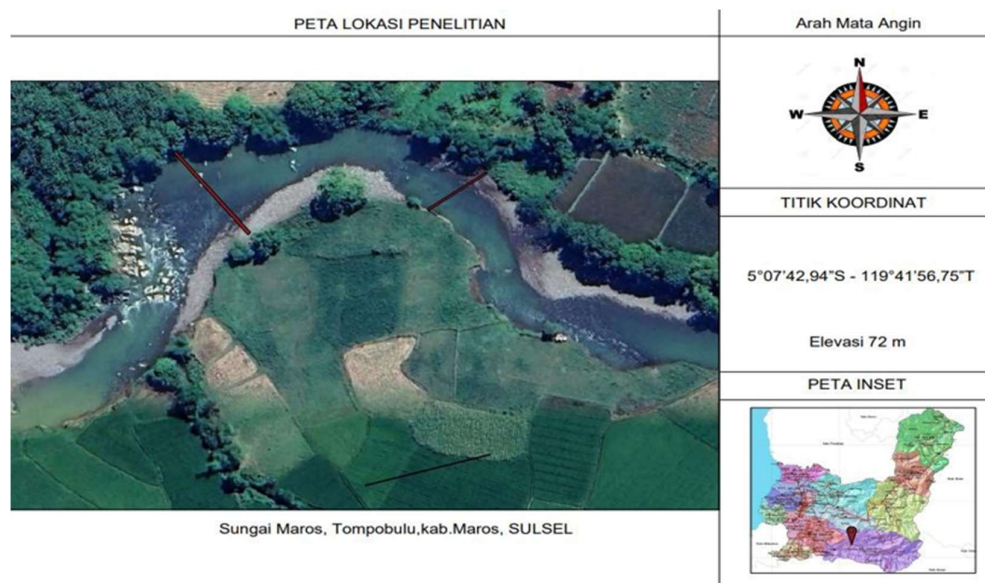 PETA LOKASI PENELITIAN
Arah Mata Angin
N
W E
S
TITIK KOORDINAT
5°07'42,94"S - 119°41'56,75"T
Elevasi 72 m
PETA INSET
Sungai Maros, Tompobulu,kab.Maros, SULSEL